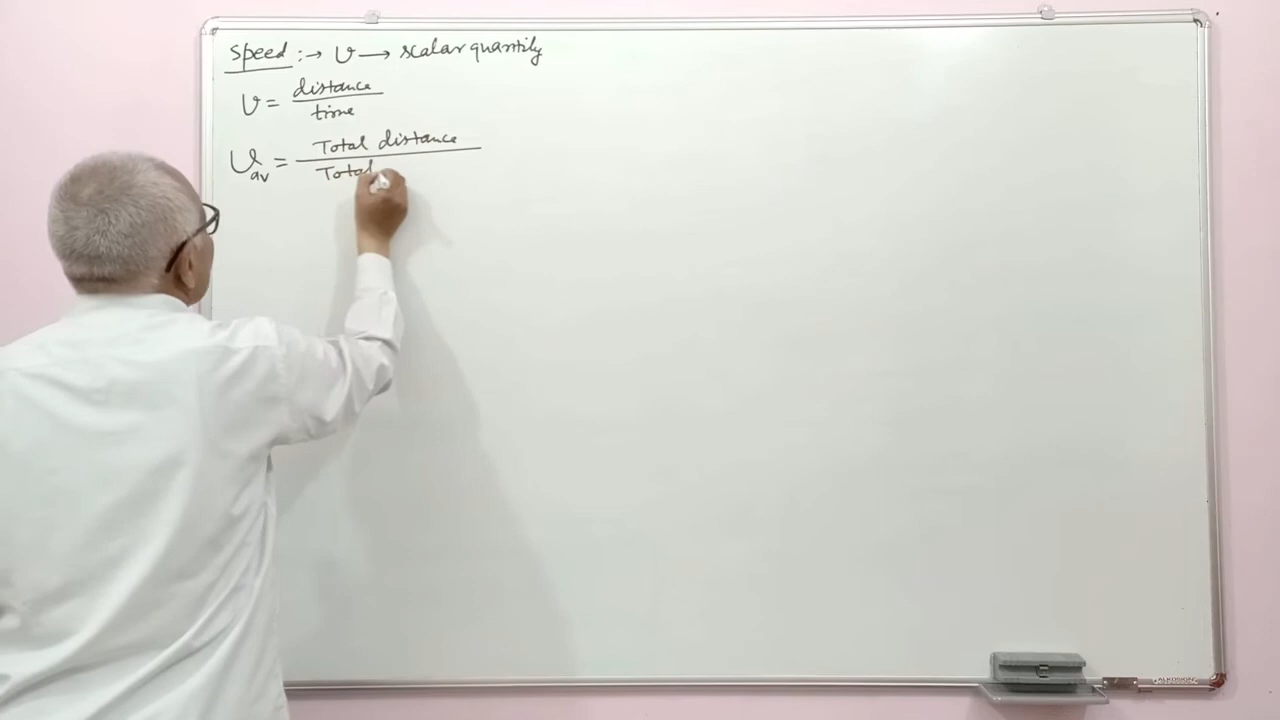 speed :→ v → scalar quantity
v = distance / time
v_av = Total distance / Total